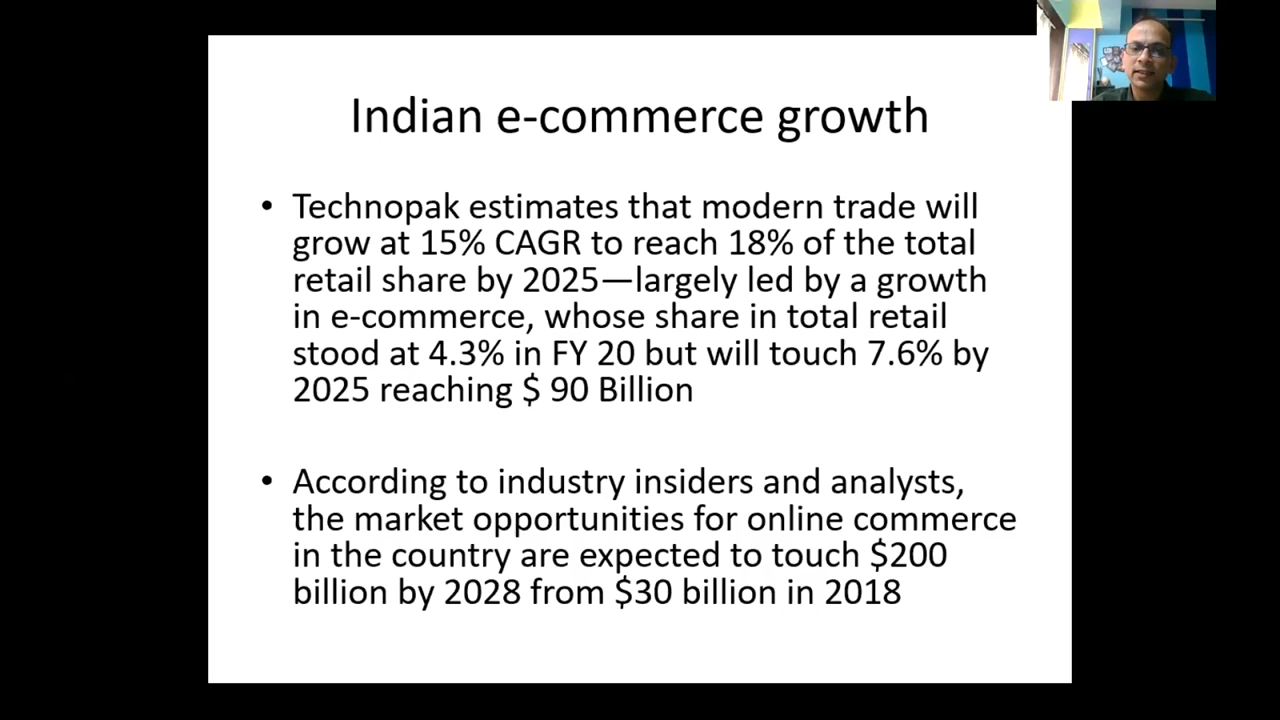 Indian e-commerce growth
• Technopak estimates that modern trade will
grow at 15% CAGR to reach 18% of the total
retail share by 2025—largely led by a growth
in e-commerce, whose share in total retail
stood at 4.3% in FY 20 but will touch 7.6% by
2025 reaching $ 90 Billion
• According to industry insiders and analysts,
the market opportunities for online commerce
in the country are expected to touch $200
billion by 2028 from $30 billion in 2018